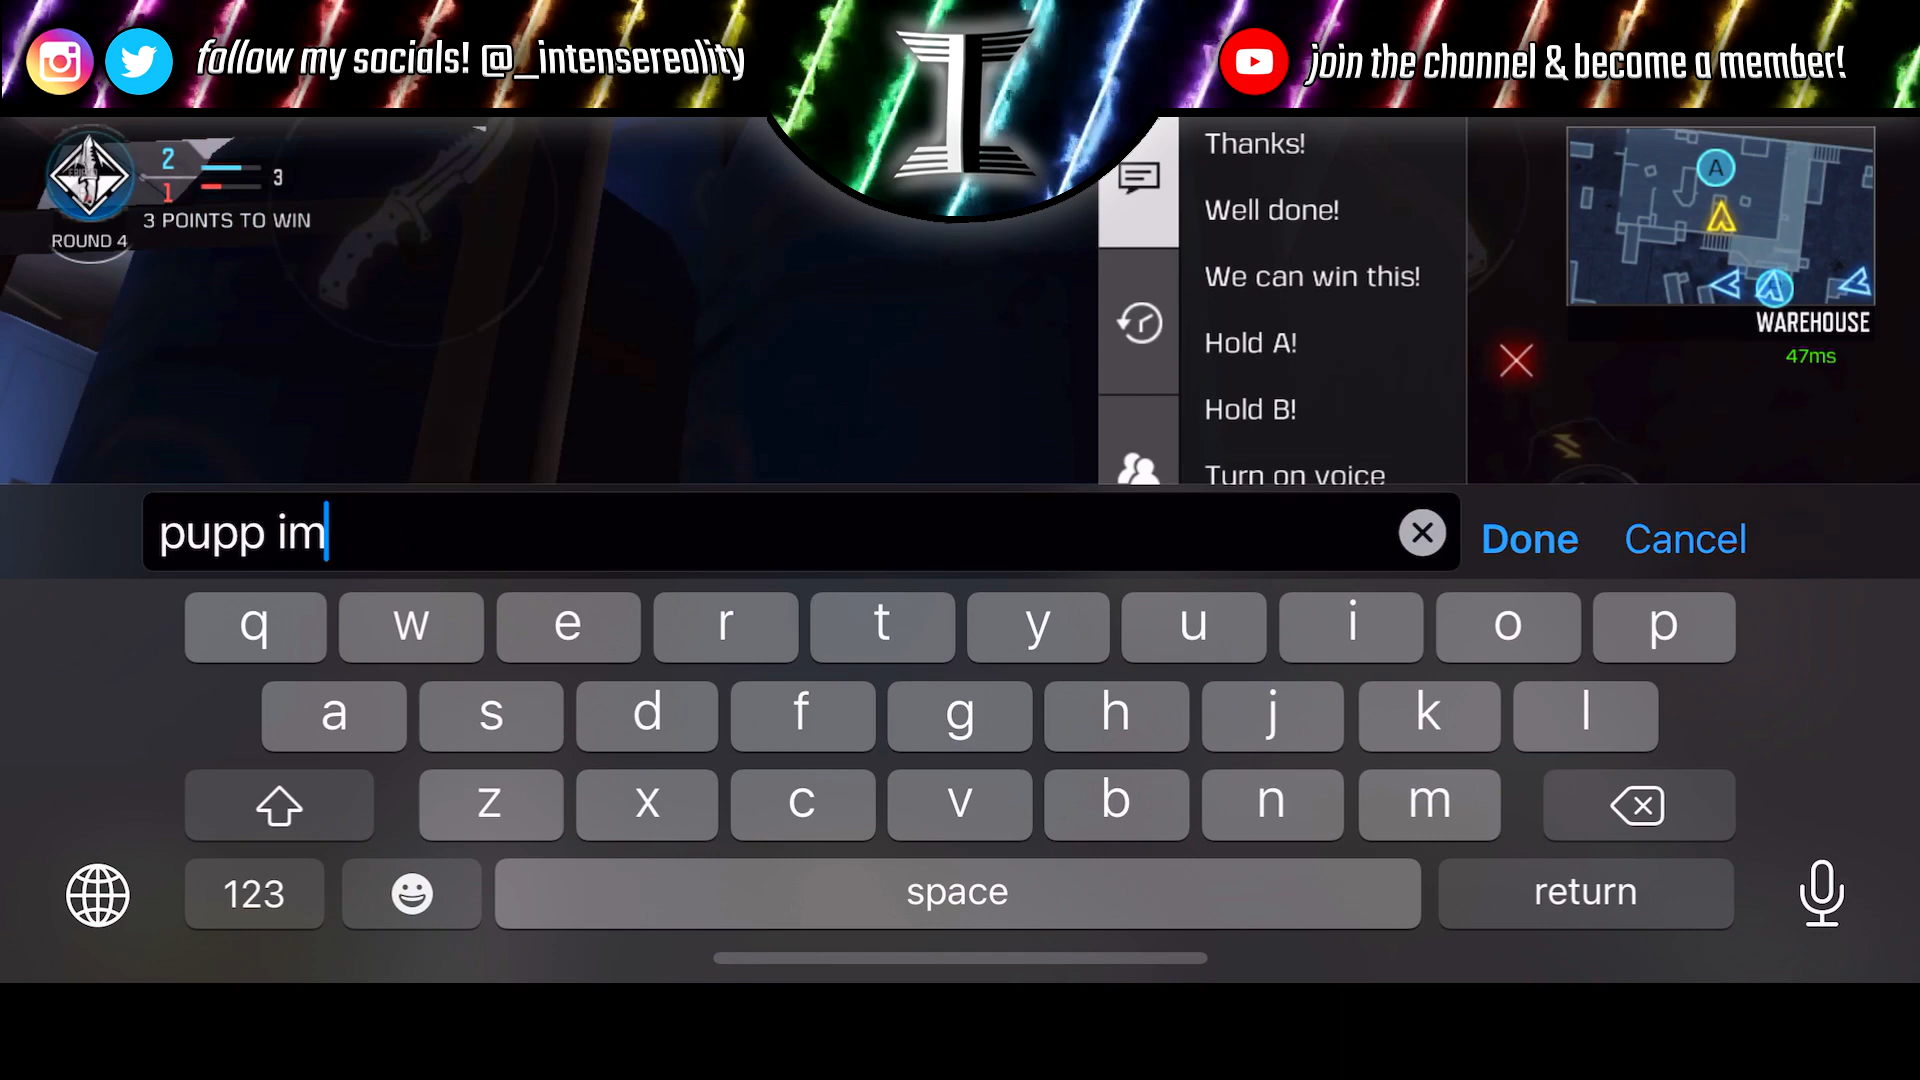 follow my socials! @_intensereality
join the channel & become a member!
2
1
3
3 POINTS TO WIN
ROUND 4
Thanks!
Well done!
We can win this!
Hold A!
Hold B!
Turn on voice
A
WAREHOUSE
47ms
pupp im
Done
Cancel
q w e r t y u i o p
a s d f g h j k l
z x c v b n m
123
space
return